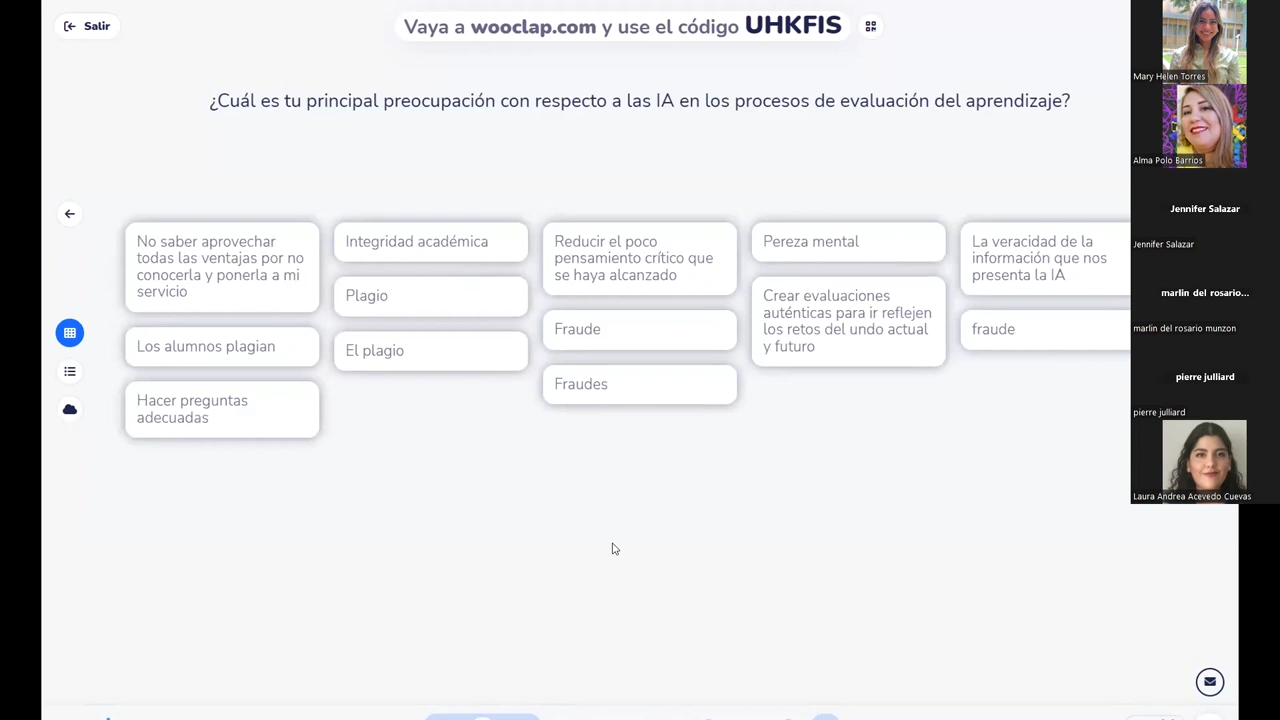 Salir
Vaya a wooclap.com y use el código UHKFIS
¿Cuál es tu principal preocupación con respecto a las IA en los procesos de evaluación del aprendizaje?
No saber aprovechar
todas las ventajas por no
conocerla y ponerla a mi
servicio
Los alumnos plagian
Hacer preguntas
adecuadas
Integridad académica
Plagio
El plagio
Reducir el poco
pensamiento crítico que
se haya alcanzado
Fraude
Fraudes
Pereza mental
Crear evaluaciones
auténticas para ir reflejen
los retos del undo actual
y futuro
La veracidad de la
información que nos
presenta la IA
fraude
Mary Helen Torres
Alma Polo Barrios
Jennifer Salazar
Jennifer Salazar
marlin del rosario...
marlin del rosario munzon
pierre julliard
pierre julliard
Laura Andrea Acevedo Cuevas